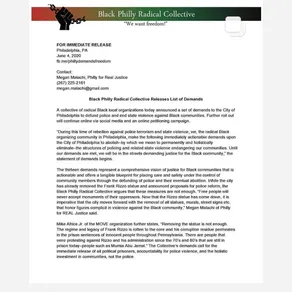 Black Philly Radical Collective
"We want freedom!"
FOR IMMEDIATE RELEASE
Philadelphia, PA
June 4, 2020
fb.me/phillydemandsfreedom
Contact:
Megan Malachi, Philly for Real Justice
(267) 225-2161
megan.malachi@gmail.com
Black Philly Radical Collective Releases List of Demands
A collective of radical Black local organizations today announced a set of demands to the City of
Philadelphia to defund police and end state violence against Black communities. Further roll out
will continue online via social media and an online petitioning campaign.
"During this time of rebellion against police terrorism and state violence, we, the radical Black
organizing community in Philadelphia, make the following immediately actionable demands upon
the City of Philadelphia to abolish–by which we mean to permanently and holistically
eliminate–the structures of policing and related state violence endangering our communities. Until
our demands are met, we will be in the streets demanding justice for the Black community," the
statement of demands begins.
The thirteen demands represent a comprehensive vision of justice for Black communities that is
actionable and offers a tangible blueprint for placing care and safety under the control of
community members through the defunding of police and their eventual abolition. While the city
has already removed the Frank Rizzo statue and announced proposals for police reform, the
Black Philly Radical Collective argues that these measures are not enough. "Free people will
never accept monuments of their oppressors. Now that the Rizzo statue has come down, it is
imperative that the city moves forward with the removal of all statues, murals, street signs etc.
that honor figures complicit in violence against the Black community," Megan Malachi of Philly
for REAL Justice said.
Mike Africa Jr. of the MOVE organization further states, "Removing the statue is not enough.
The regime and legacy of Frank Rizzo is rotten to the core and his corruption must permeates
in the prison sentences of innocent people throughout Pennsylvania. There are people that
were protesting against Rizzo and his administration since the 70's and 80's that are still in
prison today–people such as Mumia Abu Jamal." The Collective's demands call for the
immediate release of all political prisoners, accountability for police violence, and the holistic
investment in communities, not the police.